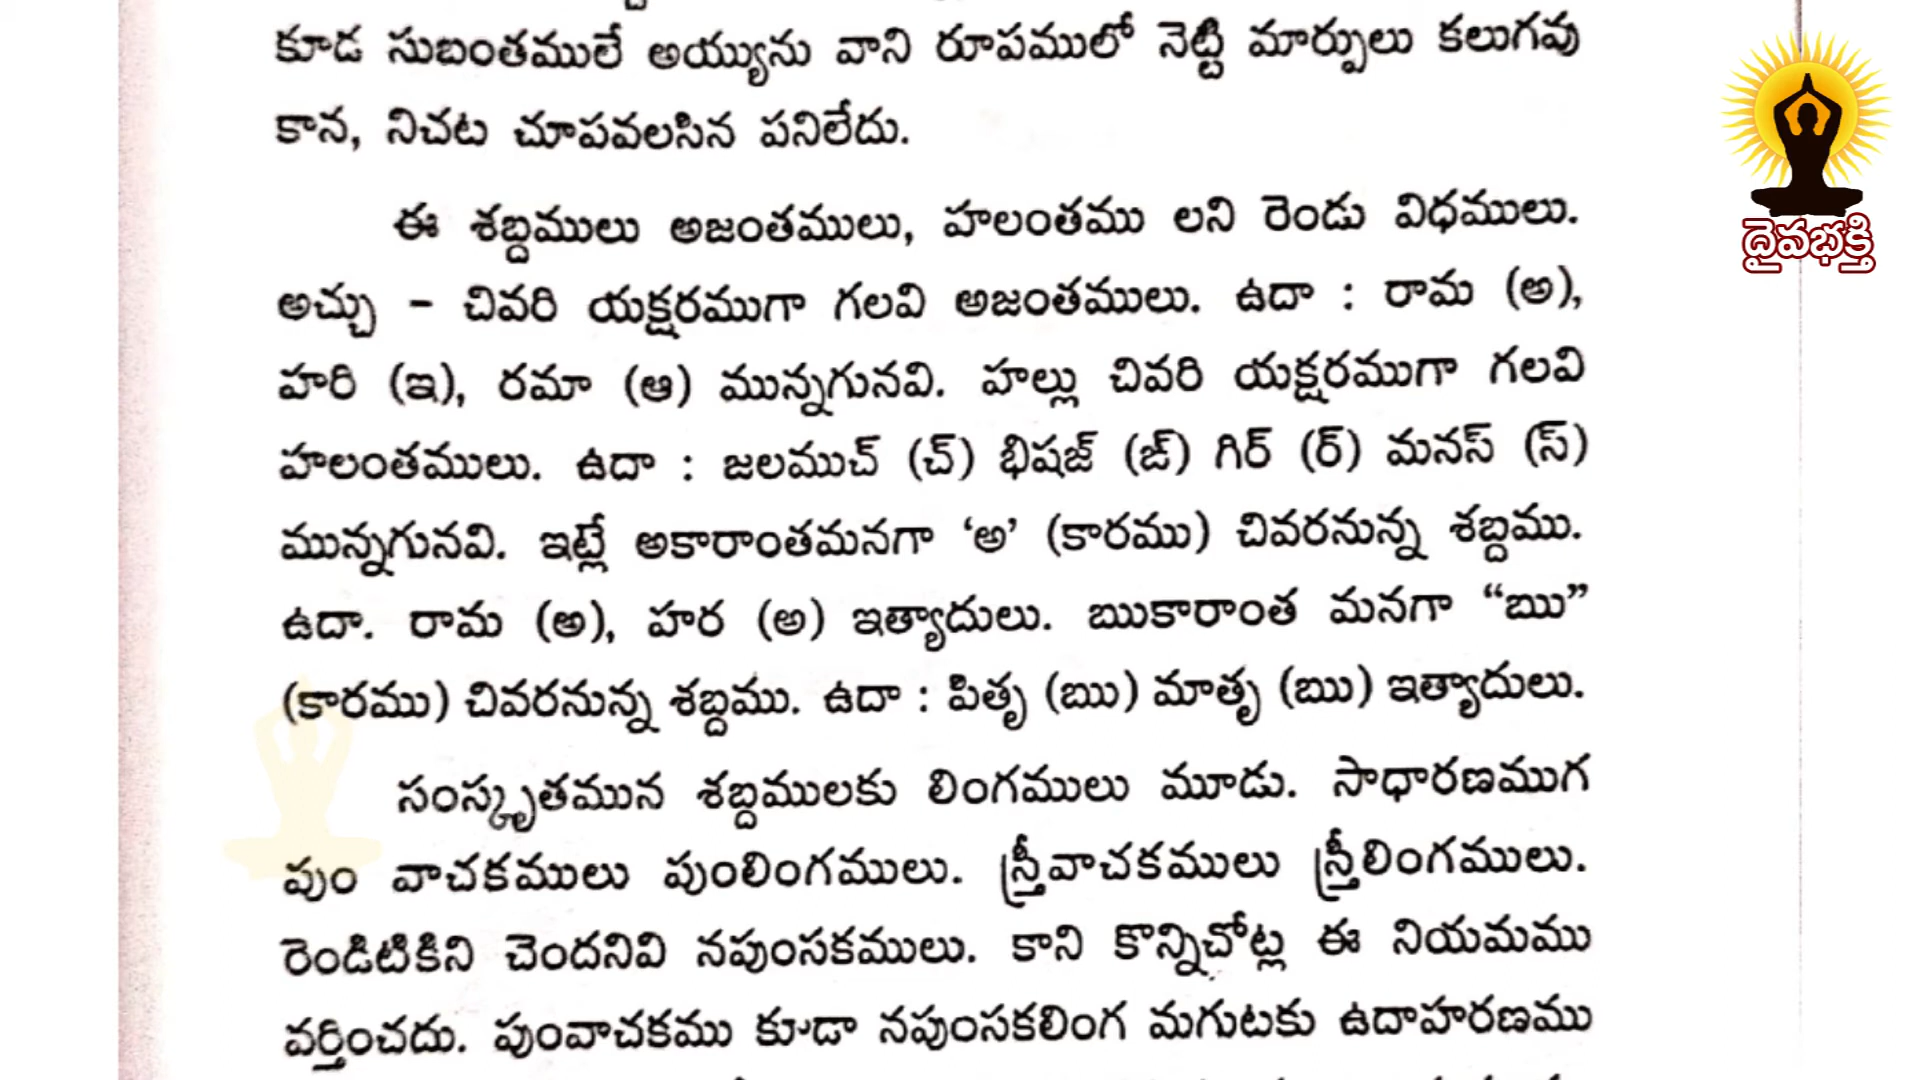 కూడ సుబంతములే అయ్యును వాని రూపములో నెట్టి మార్పులు కలుగవు
కాన, నిచట చూపవలసిన పనిలేదు.
ఈ శబ్దములు అజంతములు, హలంతము లని రెండు విధములు.
అచ్చు - చివరి యక్షరముగా గలవి అజంతములు. ఉదా : రామ (అ),
హరి (ఇ), రమా (ఆ) మున్నగునవి. హల్లు చివరి యక్షరముగా గలవి
హలంతములు. ఉదా : జలముచ్ (చ్) భిషజ్ (జ్) గిర్ (ర్) మనస్ (స్)
మున్నగునవి. ఇట్లే అకారాంతమనగా ‘అ’ (కారము) చివరనున్న శబ్దము.
ఉదా. రామ (అ), హర (అ) ఇత్యాదులు. ఋకారాంత మనగా “ఋ”
(కారము) చివరనున్న శబ్దము. ఉదా : పితృ (ఋ) మాతృ (ఋ) ఇత్యాదులు.
సంస్కృతమున శబ్దములకు లింగములు మూడు. సాధారణముగ
పుం వాచకములు పుంలింగములు. స్త్రీవాచకములు స్త్రీలింగములు.
రెండిటికిని చెందనివి నపుంసకములు. కాని కొన్నిచోట్ల ఈ నియమము
వర్తించదు. పుంవాచకము కూడా నపుంసకలింగ మగుటకు ఉదాహరణము
దైవభక్తి